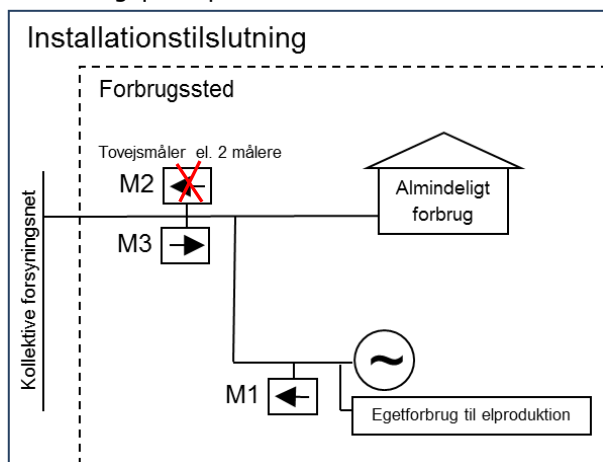 Installationstilslutning
Forbrugssted
Tovejsmåler el. 2 målere
M2
Almindeligt
forbrug
M3
Kollektive forsyningsnet
~
M1
Egetforbrug til elproduktion